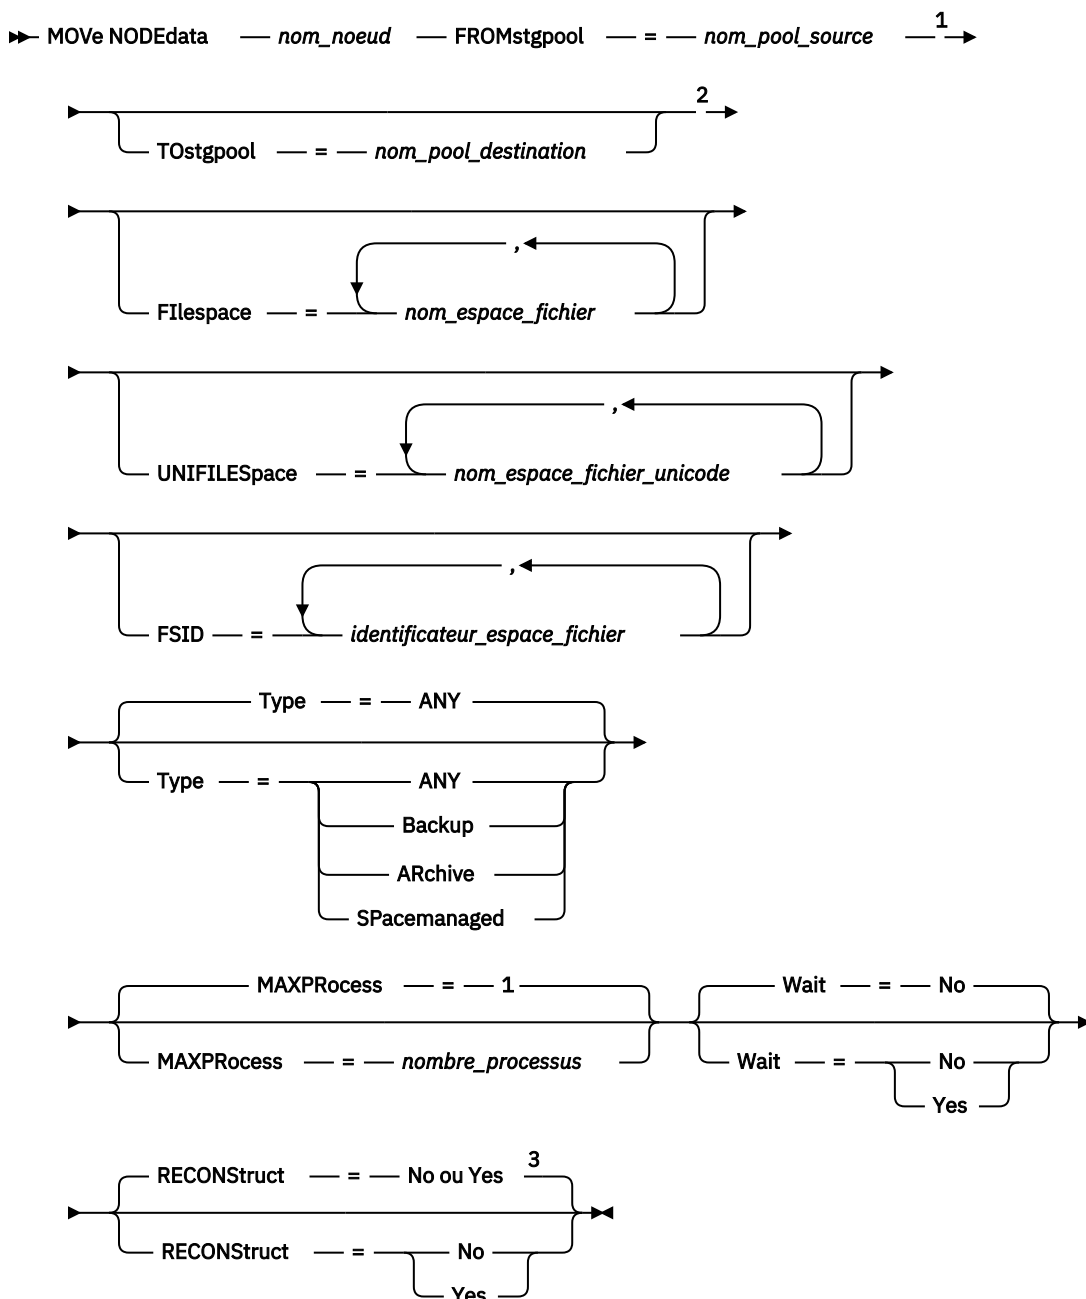 MOVe NODEdata nom_noeud FROMstgpool = nom_pool_source 1
2
TOstgpool = nom_pool_destination
,
FIlespace = nom_espace_fichier
,
UNIFILESpace = nom_espace_fichier_unicode
,
FSID = identificateur_espace_fichier
Type = ANY
Type = ANY
Backup
ARchive
SPacemanaged
MAXPRocess = 1 Wait = No
MAXPRocess = nombre_processus Wait = No
Yes
RECONStruct = No ou Yes 3
RECONStruct = No
Yes